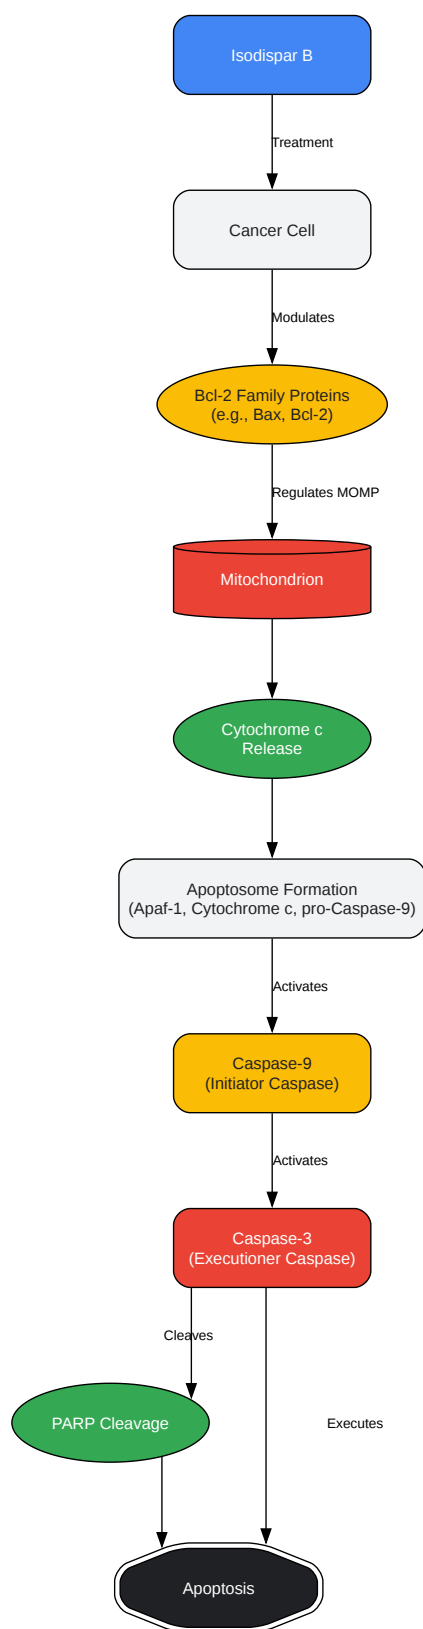 Isodispar B
Treatment
Cancer Cell
Modulates
Bcl-2 Family Proteins
(e.g., Bax, Bcl-2)
Regulates MOMP
Mitochondrion
Cytochrome c
Release
Apoptosome Formation
(Apaf-1, Cytochrome c, pro-Caspase-9)
Activates
Caspase-9
(Initiator Caspase)
Activates
Caspase-3
(Executioner Caspase)
Cleaves
PARP Cleavage
Executes
Apoptosis